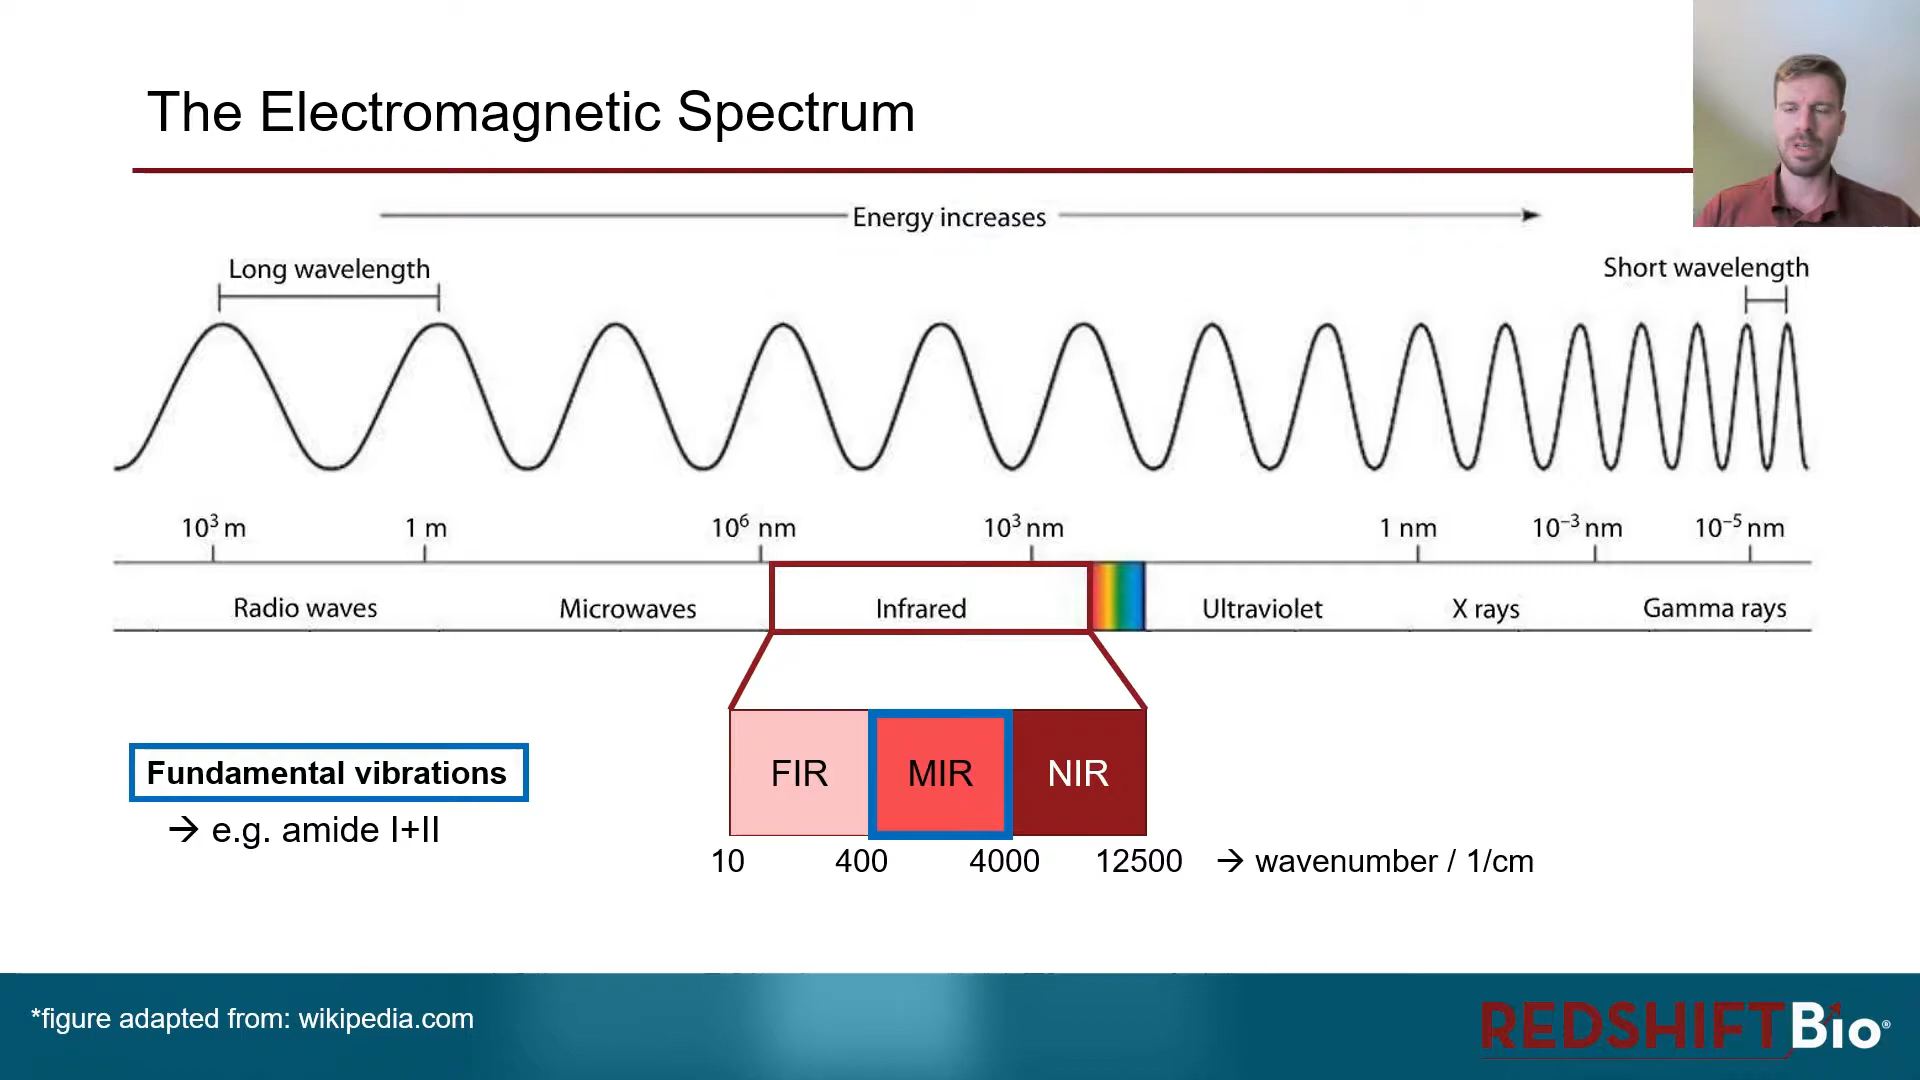 The Electromagnetic Spectrum
Energy increases
Long wavelength
Short wavelength
10³ m 1 m 10⁶ nm 10³ nm 1 nm 10⁻³ nm 10⁻⁵ nm
Radio waves Microwaves Infrared Ultraviolet X rays Gamma rays
Fundamental vibrations
→ e.g. amide I+II
FIR MIR NIR
10 400 4000 12500 → wavenumber / 1/cm
*figure adapted from: wikipedia.com
REDSHIFTBio®